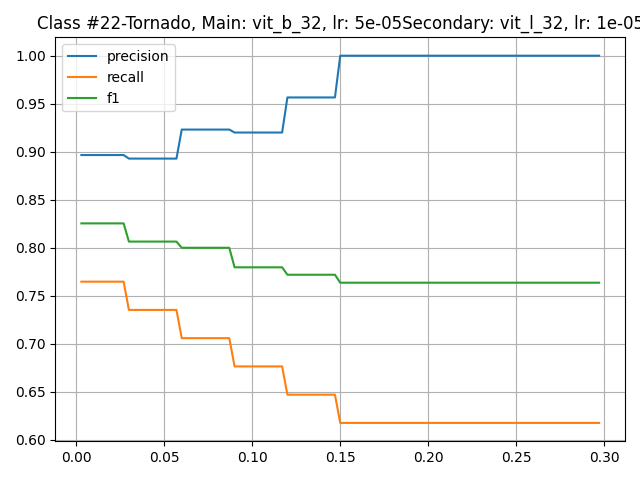 Class #22-Tornado, Main: vit_b_32, lr: 5e-05Secondary: vit_l_32, lr: 1e-05
precision
recall
f1
1.00
0.95
0.90
0.85
0.80
0.75
0.70
0.65
0.60
0.00 0.05 0.10 0.15 0.20 0.25 0.30